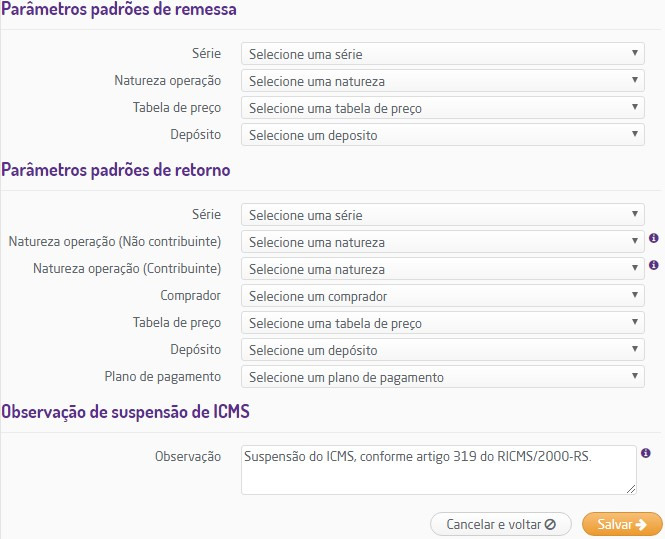 Parâmetros padrões de remessa
Série Selecione uma série
Natureza operação Selecione uma natureza
Tabela de preço Selecione uma tabela de preço
Depósito Selecione um deposito
Parâmetros padrões de retorno
Série Selecione uma série
Natureza operação (Não contribuinte) Selecione uma natureza
Natureza operação (Contribuinte) Selecione uma natureza
Comprador Selecione um comprador
Tabela de preço Selecione uma tabela de preço
Depósito Selecione um depósito
Plano de pagamento Selecione um plano de pagamento
Observação de suspensão de ICMS
Observação Suspensão do ICMS, conforme artigo 319 do RICMS/2000-RS.
Cancelar e voltar Salvar